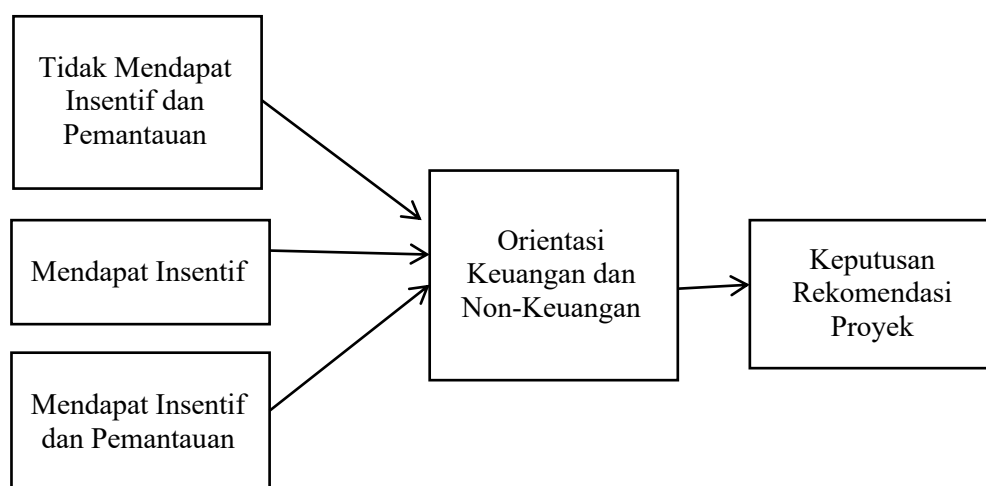 Tidak Mendapat
Insentif dan
Pemantauan
Mendapat Insentif
Mendapat Insentif
dan Pemantauan
Orientasi
Keuangan dan
Non-Keuangan
Keputusan
Rekomendasi
Proyek